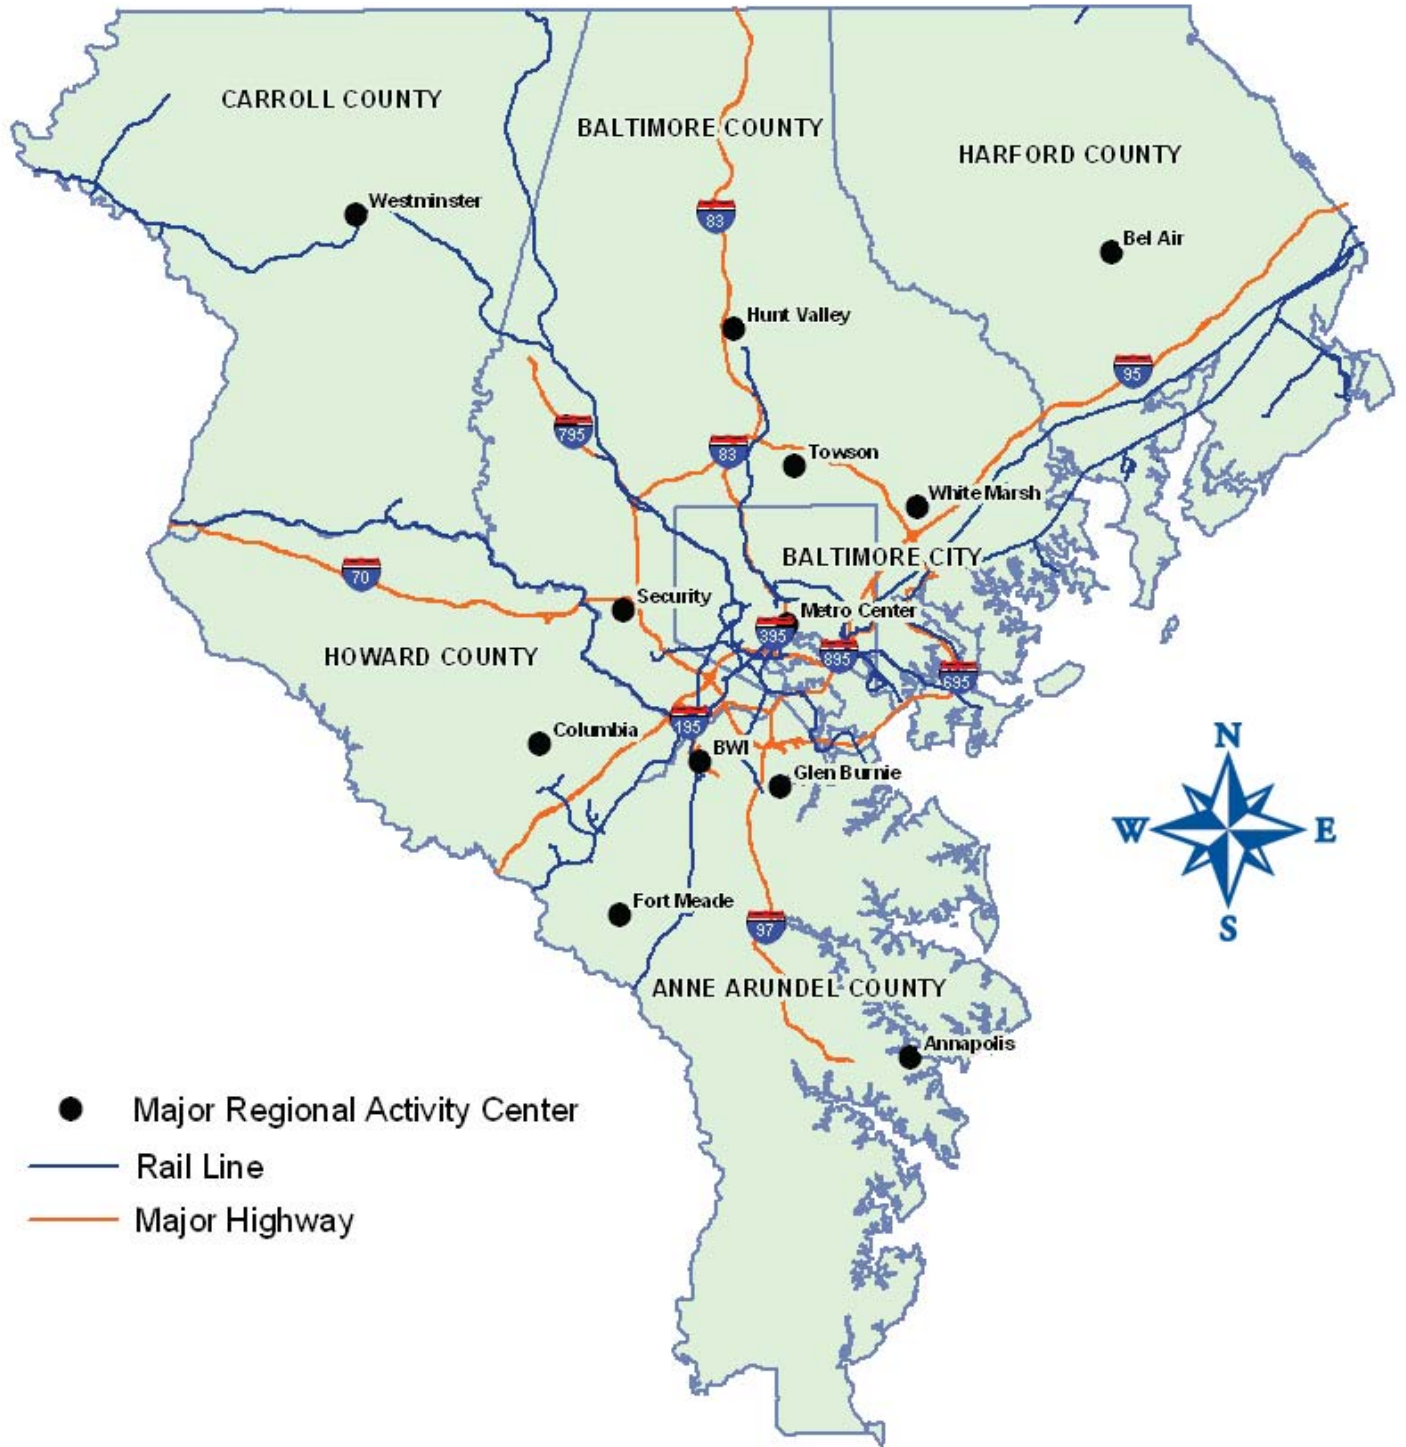 CARROLL COUNTY
BALTIMORE COUNTY
HARFORD COUNTY
Westminster
83
Bel Air
Hunt Valley
95
795
83
Towson
White Marsh
BALTIMORE CITY
70
Security
Metro Center
395
HOWARD COUNTY
895
695
195
Columbia
BWI
Glen Burnie
N
W
E
S
Fort Meade
97
ANNE ARUNDEL COUNTY
Annapolis
Major Regional Activity Center
Rail Line
Major Highway